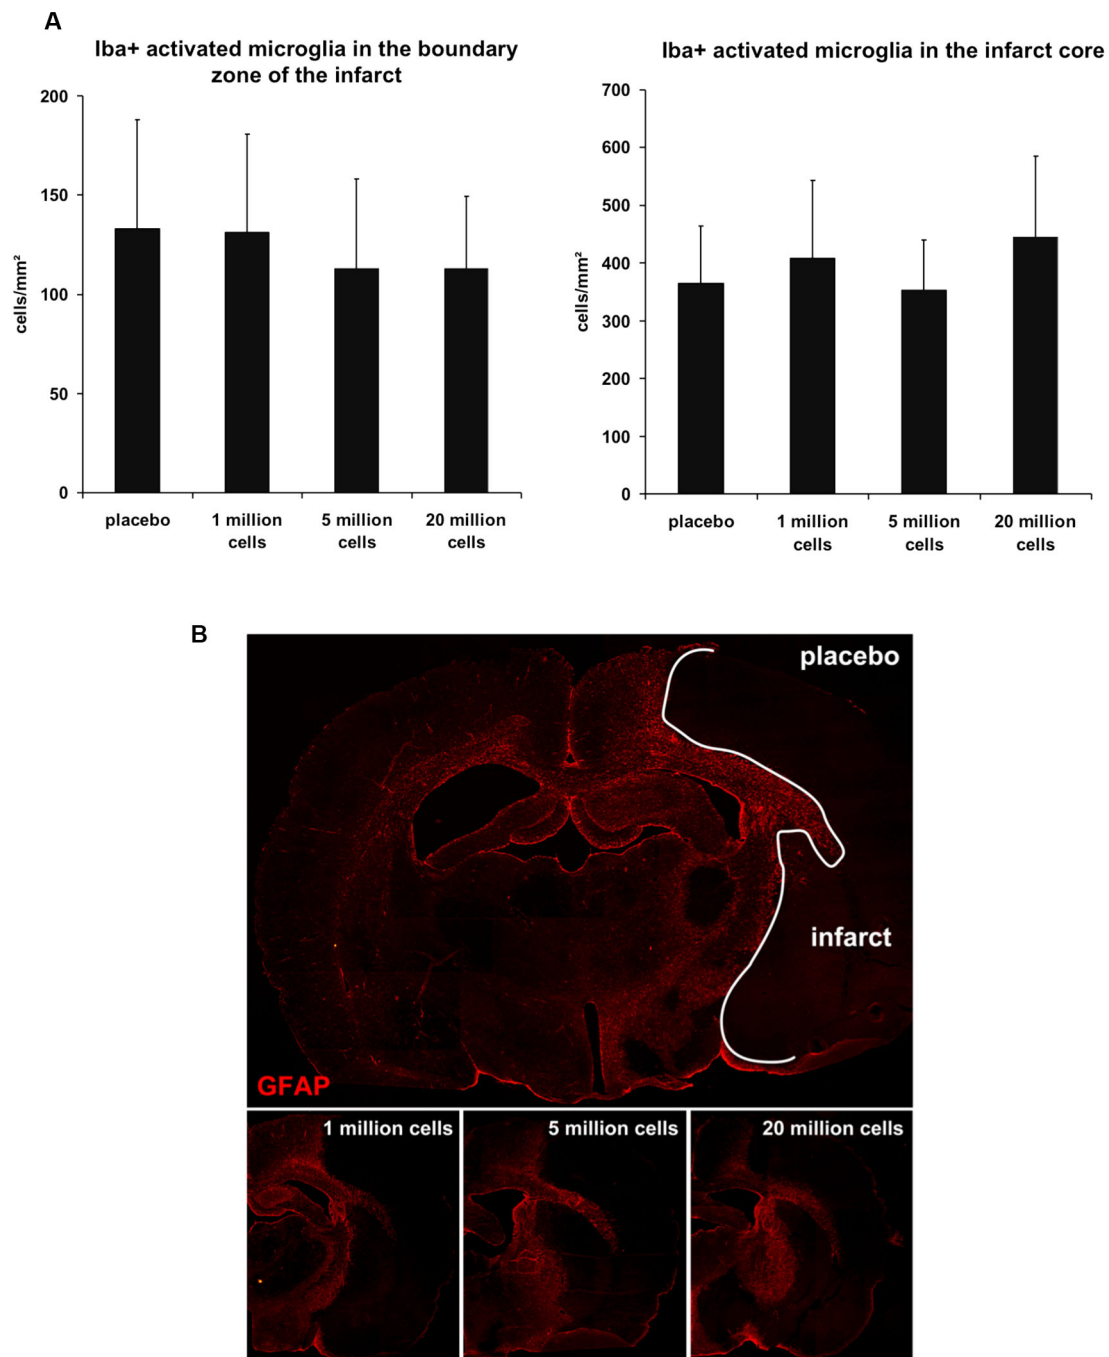 A
Iba+ activated microglia in the boundary
zone of the infarct
200
150
100
50
0
cells/mm²
placebo
1 million
cells
5 million
cells
20 million
cells
Iba+ activated microglia in the infarct core
700
600
500
400
300
200
100
0
cells/mm²
placebo
1 million
cells
5 million
cells
20 million
cells
B
placebo
infarct
GFAP
1 million cells
5 million cells
20 million cells